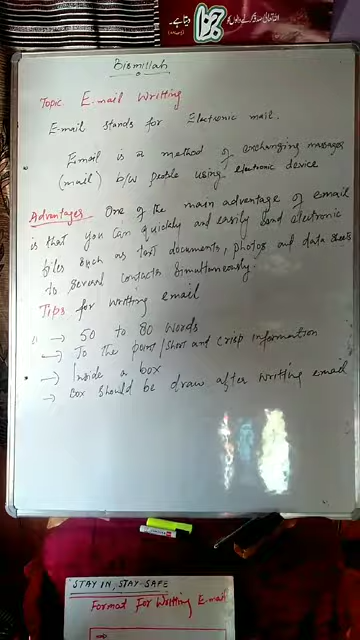 Bismillah
Topic. E-mail Writting
E-mail stands for Electronic mail.
Email is a method of exchanging messages
(mail) b/w people using electronic device
Advantages One of the main advantage of email
is that you can quickly and easily send electronic
files such as text documents, photos and data sheets
to several contacts simultaneously.
Tips for writting email
→ 50 to 80 words
→ To the point/short and crisp information
→ Inside a box
→ Box should be draw after writting email
STAY IN, STAY SAFE
Format For Writting E-mail